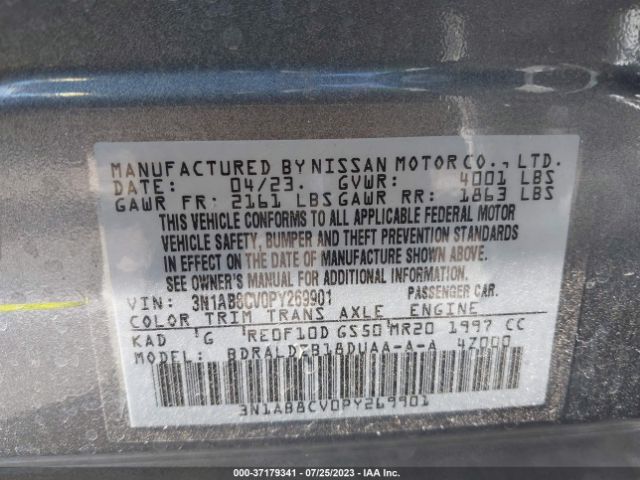 MANUFACTURED BY NISSAN MOTOR CO., LTD.
DATE: 04/23. GVWR: 4001 LBS
GAWR FR: 2161 LBS GAWR RR: 1863 LBS
THIS VEHICLE CONFORMS TO ALL APPLICABLE FEDERAL MOTOR
VEHICLE SAFETY, BUMPER AND THEFT PREVENTION STANDARDS
IN EFFECT ON THE DATE OF MANUFACTURE SHOWN ABOVE.
SEE OWNER'S MANUAL FOR ADDITIONAL INFORMATION.
VIN: 3N1AB8CV0PY269901 PASSENGER CAR.
COLOR TRIM TRANS AXLE ENGINE
KAD 'G 'RE0F10D GS50 'MR20 1997 CC
MODEL: 4Z000
3N1AB8CV0PY269901
000-37179341 / 07/25/2023 - IAA Inc.